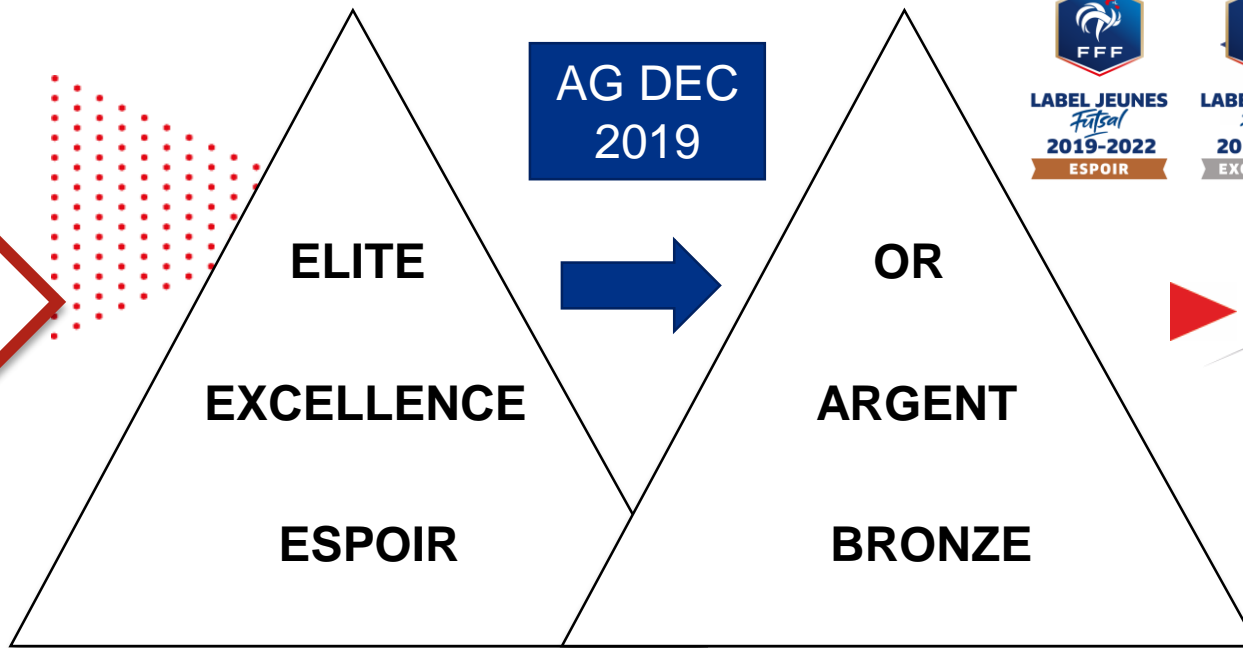 AG DEC
2019
FFF
LABEL JEUNES
Futsal
2019-2022
ESPOIR
ELITE
EXCELLENCE
ESPOIR
OR
ARGENT
BRONZE